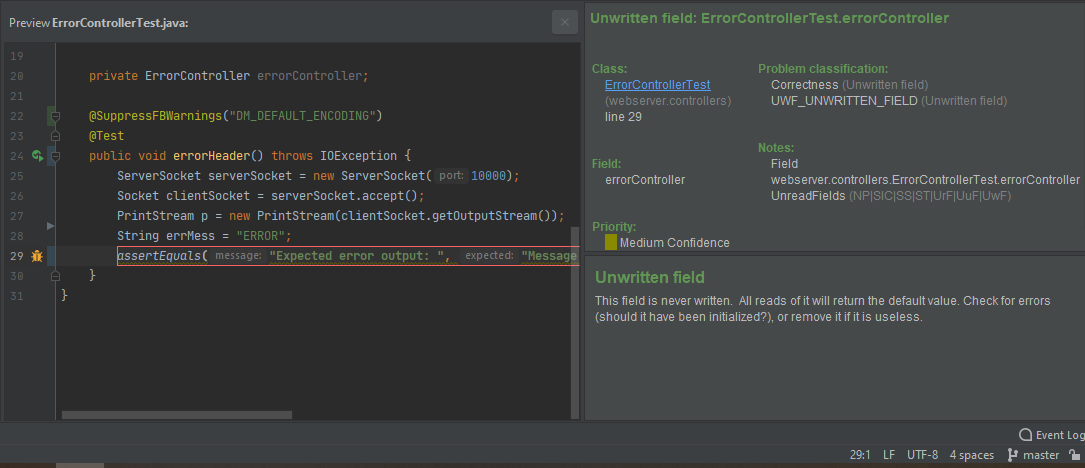 Preview ErrorControllerTest.java:
19
20 private ErrorController errorController;
21
22 @SuppressFBWarnings("DM_DEFAULT_ENCODING")
23 @Test
24 public void errorHeader() throws IOException {
25 ServerSocket serverSocket = new ServerSocket( port: 10000);
26 Socket clientSocket = serverSocket.accept();
27 PrintStream p = new PrintStream(clientSocket.getOutputStream());
28 String errMess = "ERROR";
29 assertEquals( message: "Expected error output: ", expected: "Message
30 }
31 }
Unwritten field: ErrorControllerTest.errorController
Class:
ErrorControllerTest
(webserver.controllers)
line 29
Field:
errorController
Priority:
Medium Confidence
Problem classification:
Correctness (Unwritten field)
UWF_UNWRITTEN_FIELD (Unwritten field)
Notes:
Field
webserver.controllers.ErrorControllerTest.errorController
UnreadFields (NP|SIC|SS|ST|UrF|UuF|UwF)
Unwritten field
This field is never written.  All reads of it will return the default value. Check for errors
(should it have been initialized?), or remove it if it is useless.
Event Log
29:1 LF UTF-8 4 spaces master